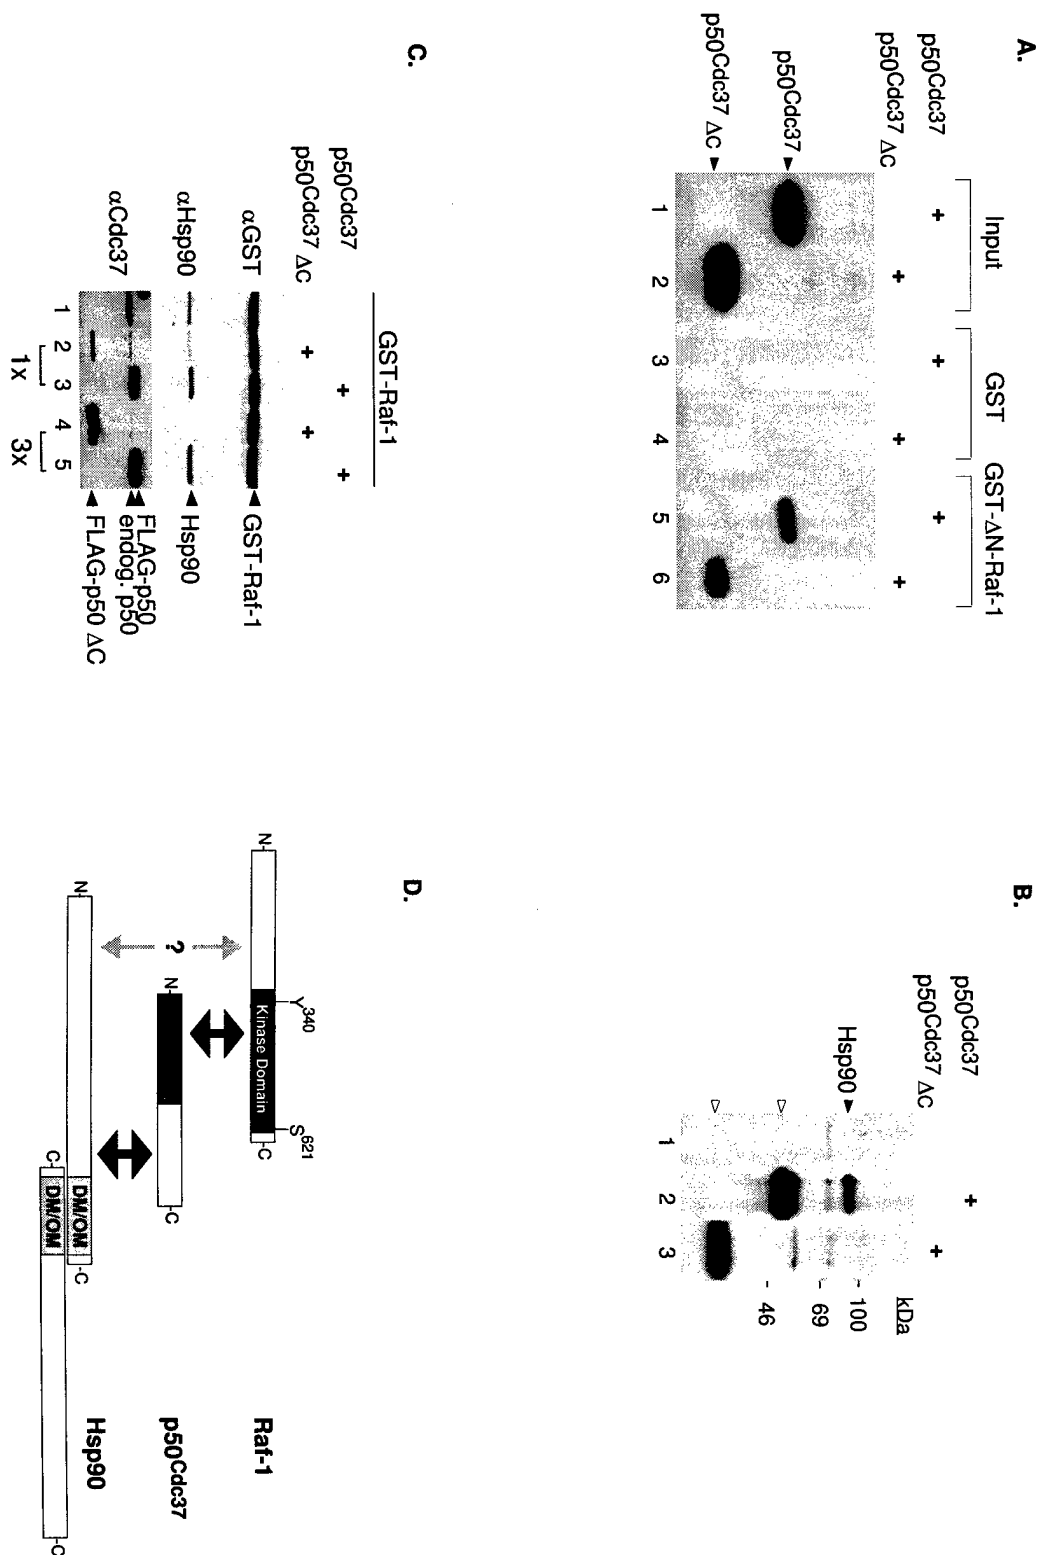 A.
Input
GST
GST-ΔN-Raf-1
p50Cdc37
+
+
+
p50Cdc37 ΔC
+
+
+
p50Cdc37
p50Cdc37 ΔC
1
2
3
4
5
6
B.
p50Cdc37
+
p50Cdc37 ΔC
+
kDa
Hsp90
- 100
- 69
- 46
1
2
3
C.
GST-Raf-1
p50Cdc37
+
+
p50Cdc37 ΔC
+
+
αGST
GST-Raf-1
αHsp90
Hsp90
αCdc37
FLAG-p50
endog. p50
FLAG-p50 ΔC
1
2
3
4
5
1x
3x
D.
Y340
S621
N-
Kinase Domain
-C
Raf-1
?
N-
-C
p50Cdc37
N-
DM/OM
-C
Hsp90
C-
DM/OM
-C